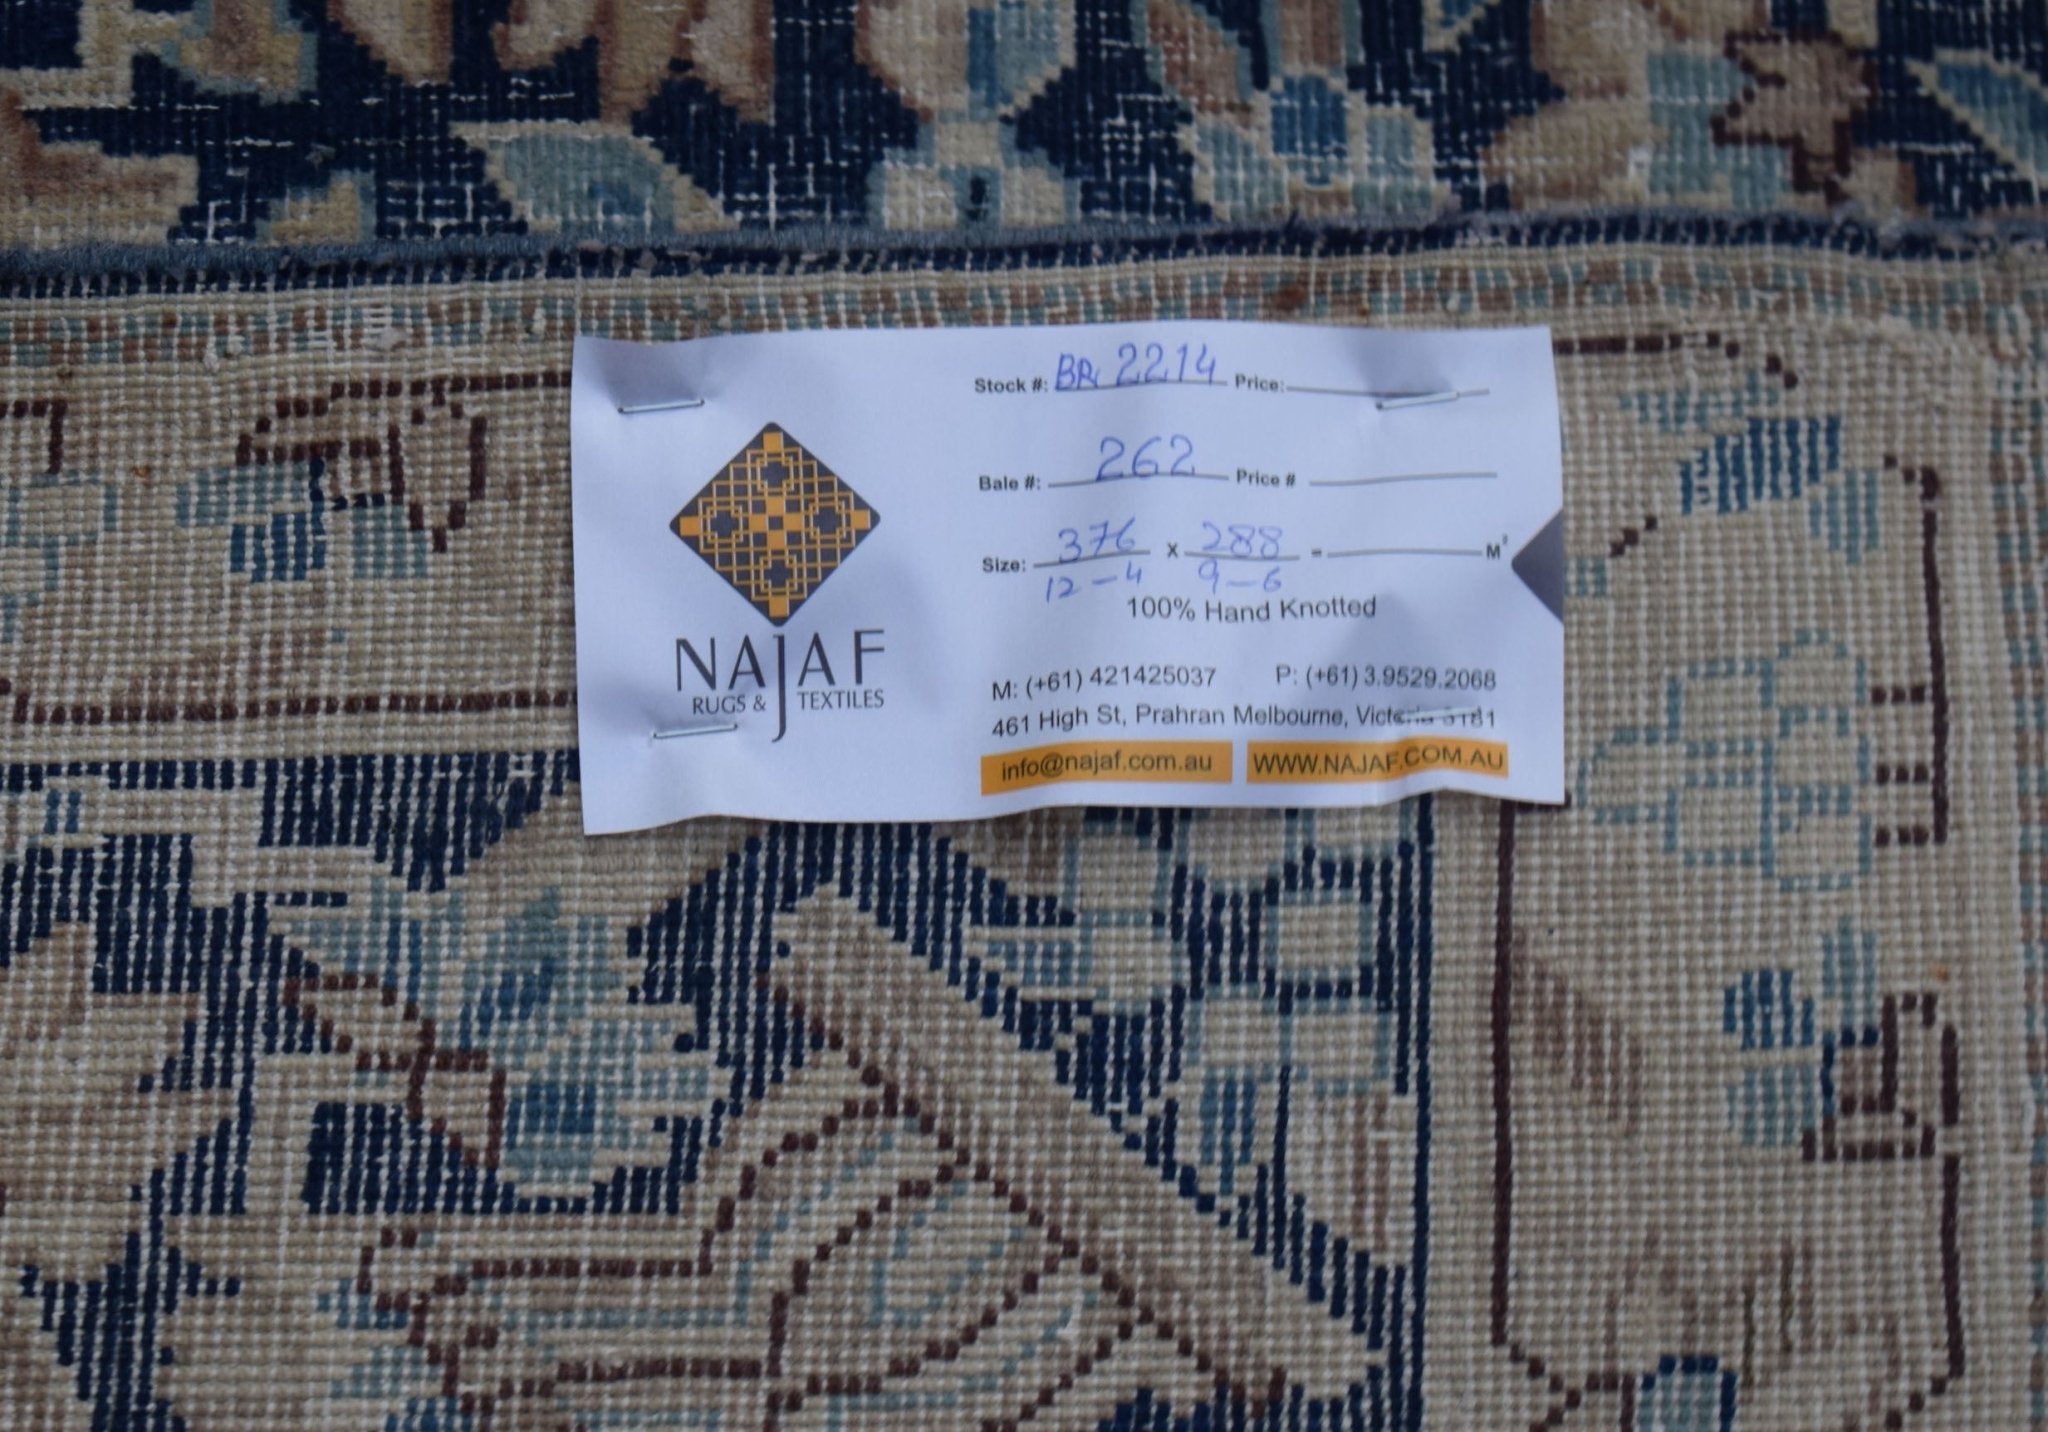 Stock #: BR 2214 Price:
Bale #: 262 Price #
Size: 376 X 288 = M²
12-4 9-6
100% Hand Knotted
NAJAF
RUGS & TEXTILES
M: (+61) 421425037 P: (+61) 3.9529.2068
461 High St, Prahran Melbourne, Victoria 3181
info@najaf.com.au WWW.NAJAF.COM.AU